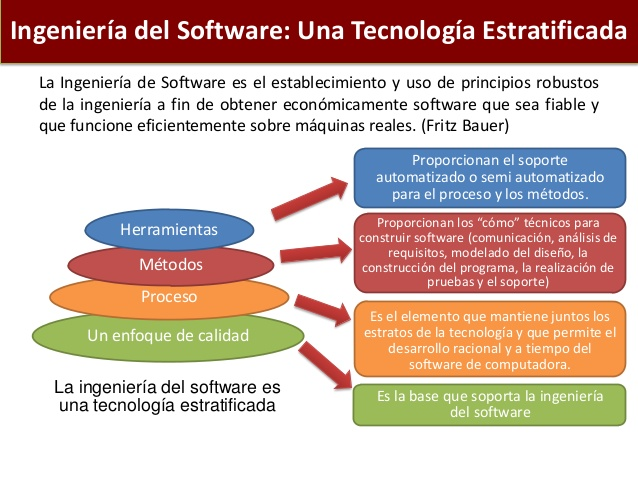 Ingeniería del Software: Una Tecnología Estratificada
La Ingeniería de Software es el establecimiento y uso de principios robustos
de la ingeniería a fin de obtener económicamente software que sea fiable y
que funcione eficientemente sobre máquinas reales. (Fritz Bauer)
Herramientas
Métodos
Proceso
Un enfoque de calidad
La ingeniería del software es
una tecnología estratificada
Proporcionan el soporte
automatizado o semi automatizado
para el proceso y los métodos.
Proporcionan los “cómo” técnicos para
construir software (comunicación, análisis de
requisitos, modelado del diseño, la
construcción del programa, la realización de
pruebas y el soporte)
Es el elemento que mantiene juntos los
estratos de la tecnología y que permite el
desarrollo racional y a tiempo del
software de computadora.
Es la base que soporta la ingeniería
del software